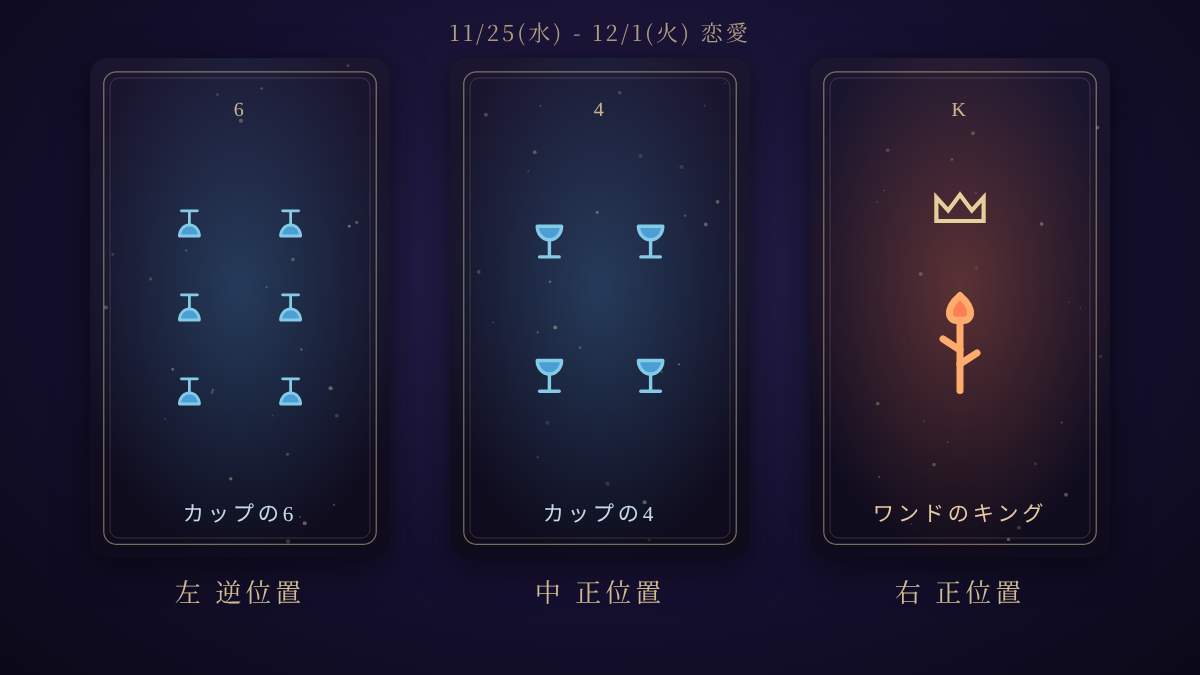 11/25(水) - 12/1(火) 恋愛
6
4
K
カップの6
カップの4
ワンドのキング
左 逆位置
中 正位置
右 正位置